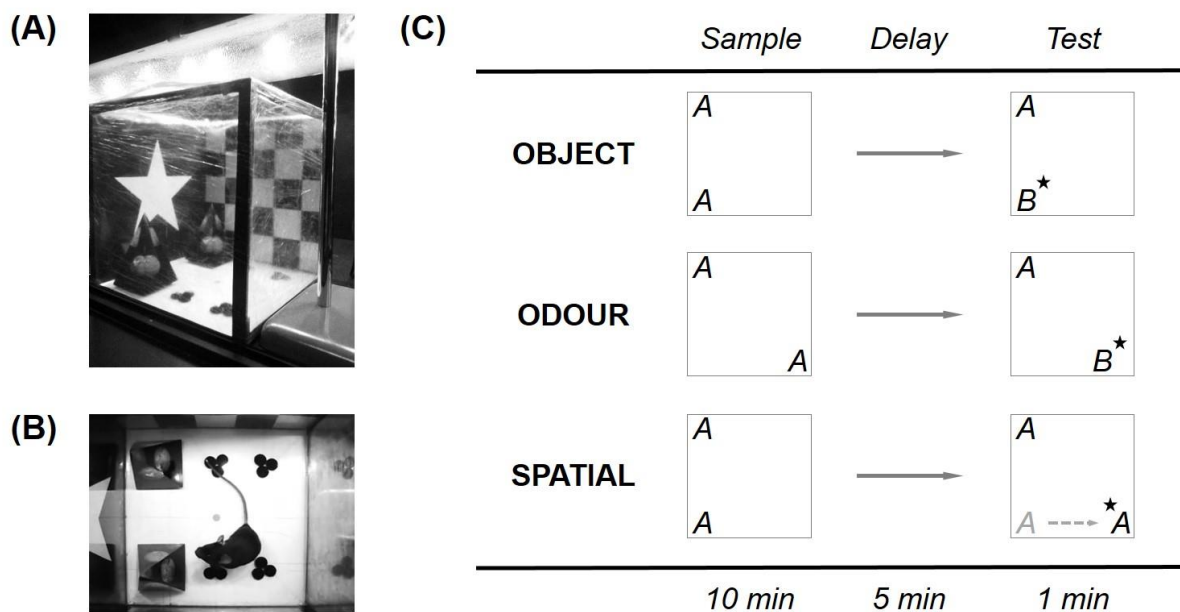 (A)
(B)
(C)
Sample Delay Test
OBJECT
A
A
A
B★
ODOUR
A
A
A
B★
SPATIAL
A
A
A
A ★A
10 min 5 min 1 min